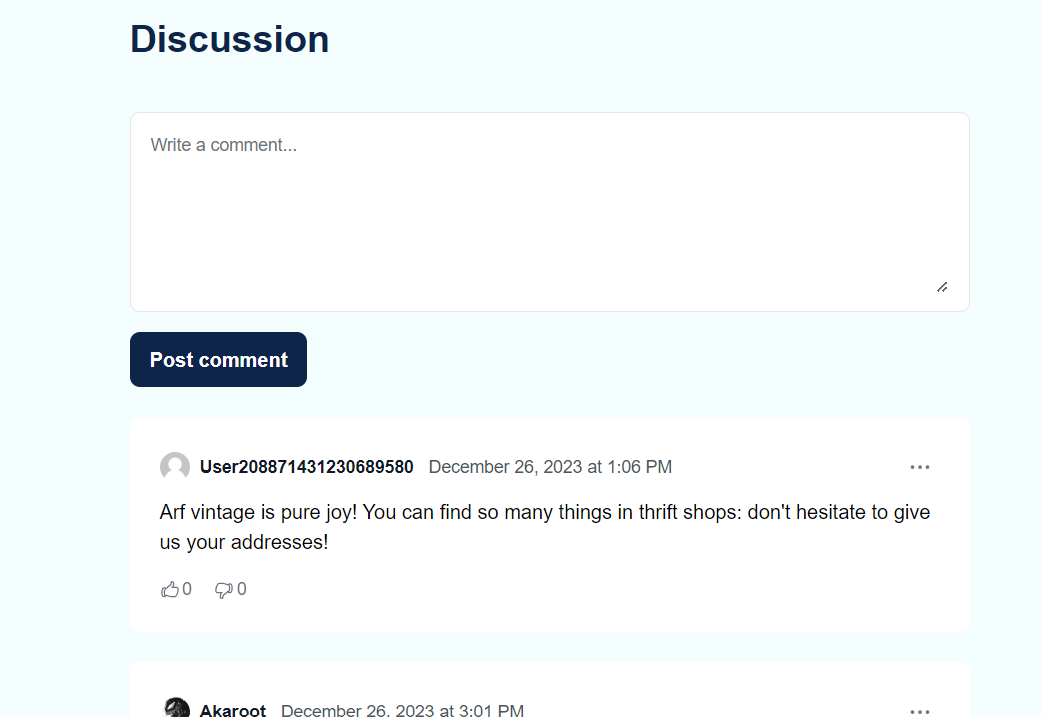 Discussion
Write a comment...
Post comment
User208871431230689580 December 26, 2023 at 1:06 PM
Arf vintage is pure joy! You can find so many things in thrift shops: don't hesitate to give
us your addresses!
0 0
Akaroot December 26, 2023 at 3:01 PM